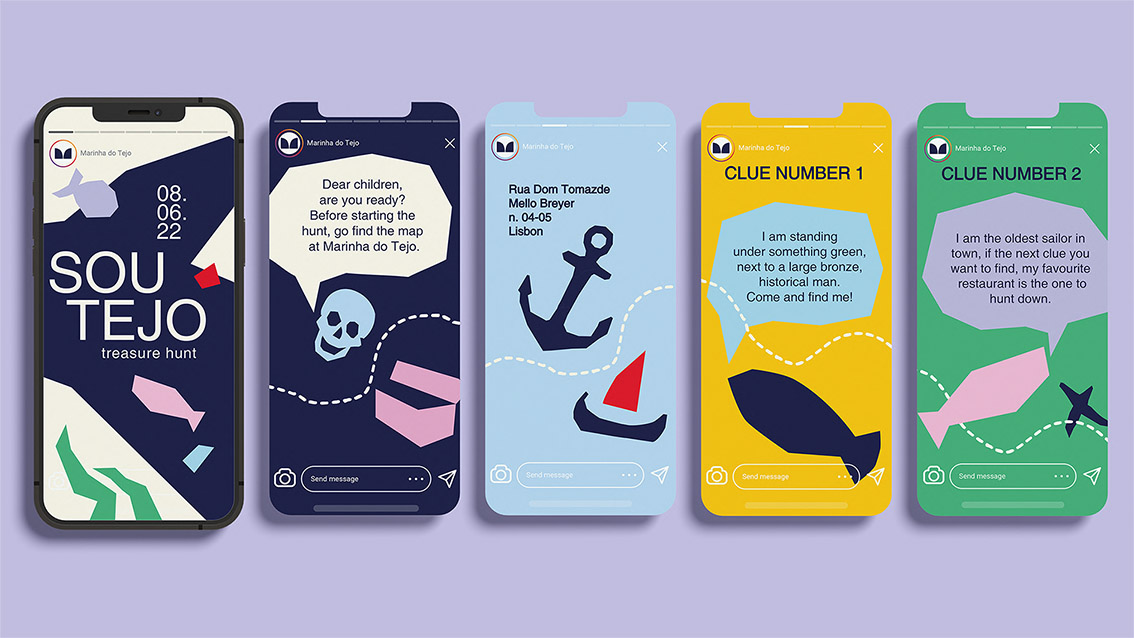 Marinha do Tejo
08.
06.
22
SOU
TEJO
treasure hunt
Marinha do Tejo
Dear children,
are you ready?
Before starting the
hunt, go find the map
at Marinha do Tejo.
Send message
Marinha do Tejo
Rua Dom Tomazde
Mello Breyer
n. 04-05
Lisbon
Send message
Marinha do Tejo
CLUE NUMBER 1
I am standing
under something green,
next to a large bronze,
historical man.
Come and find me!
Send message
Marinha do Tejo
CLUE NUMBER 2
I am the oldest sailor in
town, if the next clue you
want to find, my favourite
restaurant is the one to
hunt down.
Send message